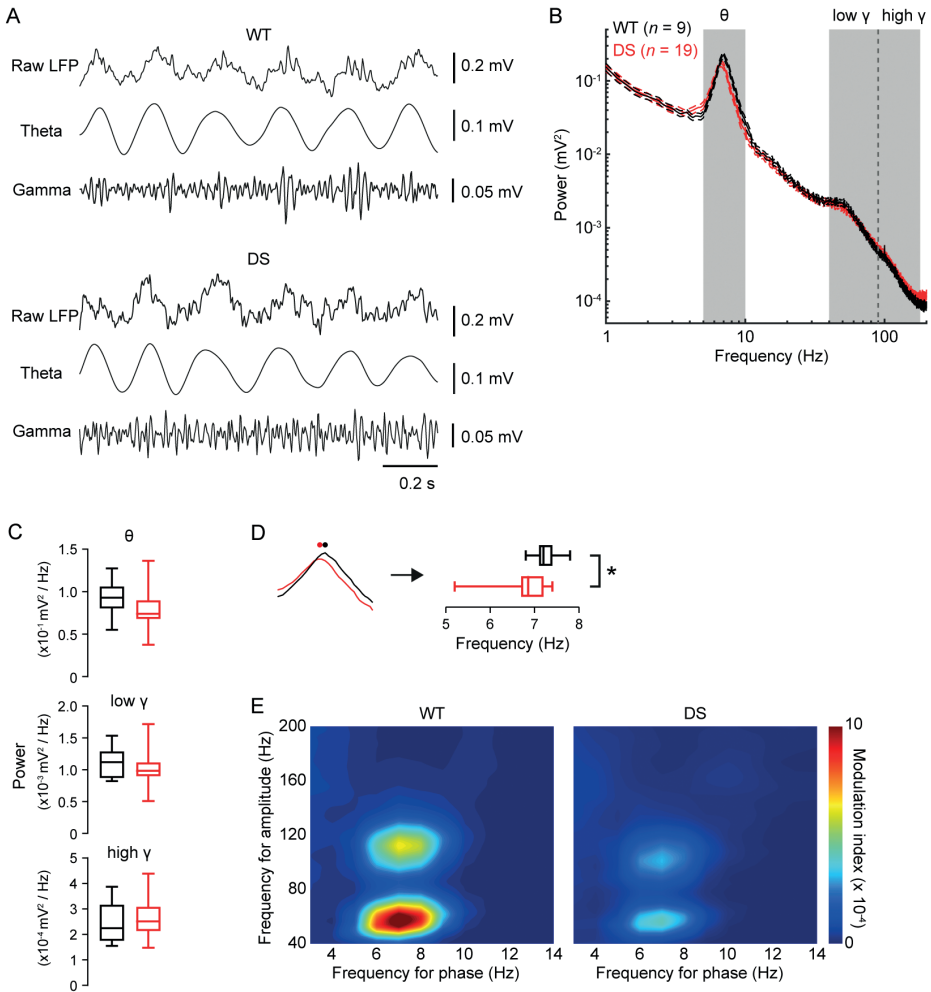 A
WT
Raw LFP
0.2 mV
Theta
0.1 mV
Gamma
0.05 mV
DS
Raw LFP
0.2 mV
Theta
0.1 mV
Gamma
0.05 mV
0.2 s
B
θ
low γ
high γ
WT (n = 9)
DS (n = 19)
Power (mV²)
10⁻¹
10⁻²
10⁻³
10⁻⁴
1
10
100
Frequency (Hz)
C
θ
1.5
1.0
0.5
0
(x10⁻¹ mV² / Hz)
low γ
2.0
1.5
1.0
0.5
0
Power
(x10⁻³ mV² / Hz)
high γ
5
4
3
2
1
0
(x10⁻⁴ mV² / Hz)
D
*
5
6
7
8
Frequency (Hz)
E
WT
DS
200
160
120
80
40
Frequency for amplitude (Hz)
4
6
8
10
12
14
Frequency for phase (Hz)
4
6
8
10
12
14
Frequency for phase (Hz)
10
0
Modulation index (x 10⁻⁴)